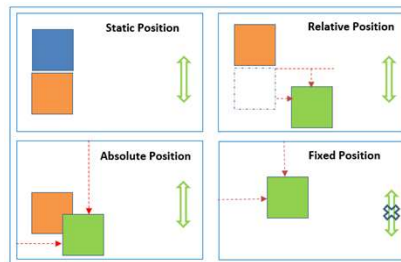 Static Position
Relative Position
Absolute Position
Fixed Position